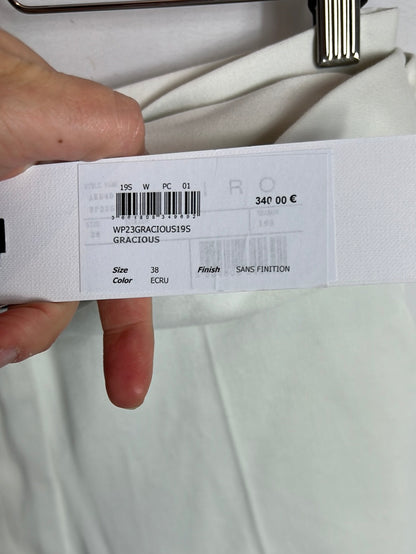 19S W PC 01
340.00 €
WP23GRACIOUS19S
GRACIOUS
Size 38 Finish SANS FINITION
Color ECRU